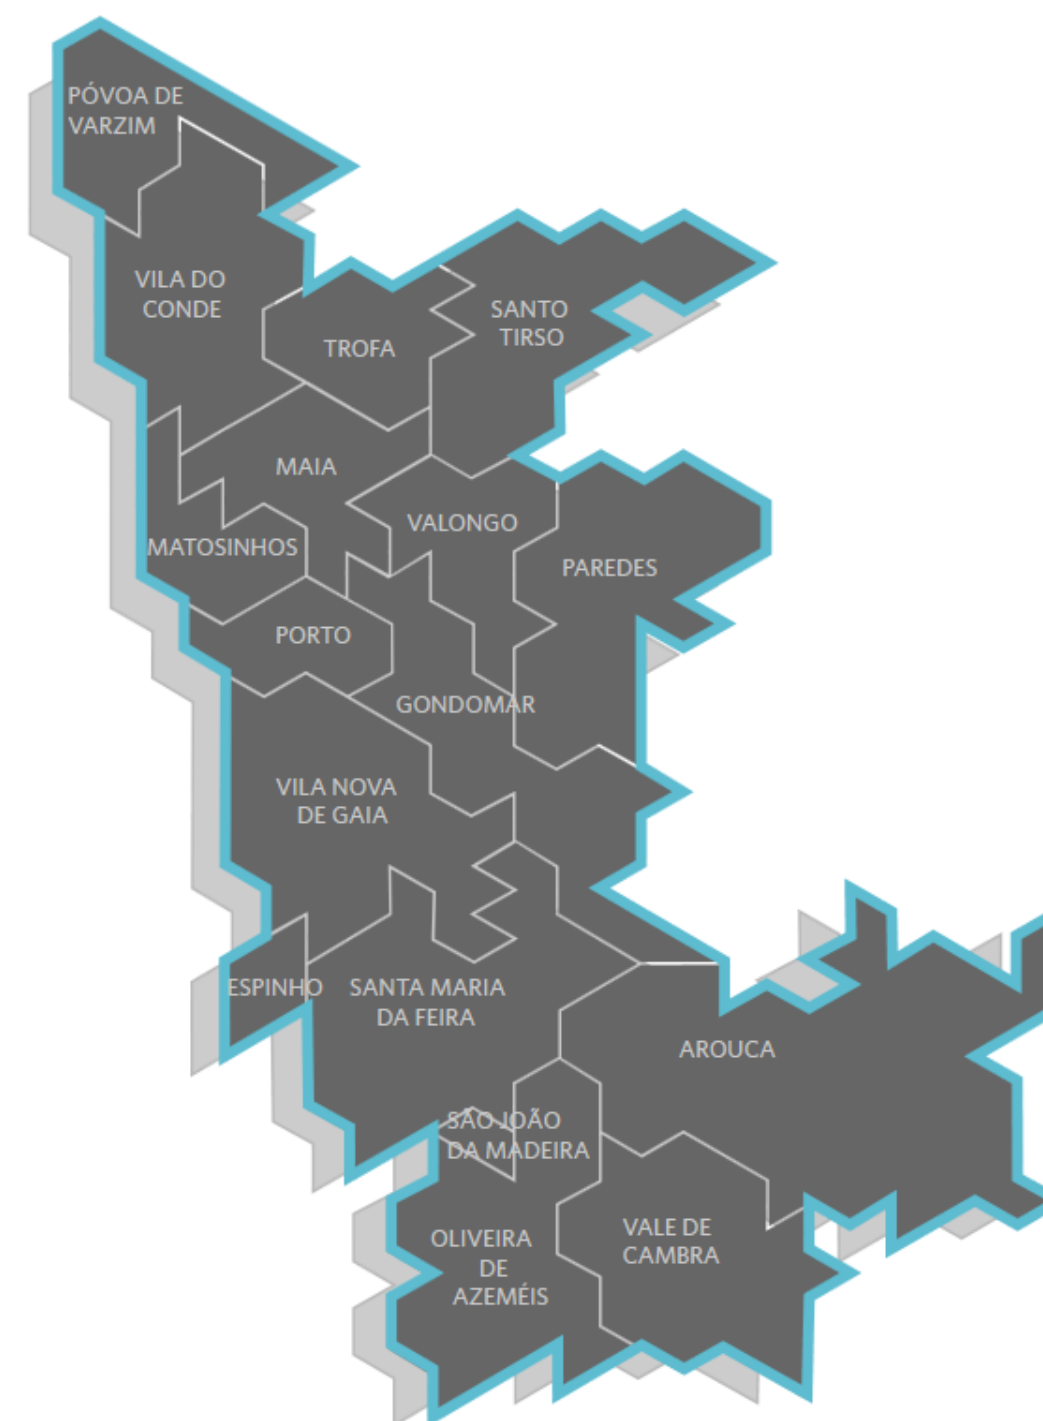 PÓVOA DE
VARZIM
VILA DO
CONDE
TROFA
SANTO
TIRSO
MAIA
VALONGO
MATOSINHOS
PAREDES
PORTO
GONDOMAR
VILA NOVA
DE GAIA
ESPINHO
SANTA MARIA
DA FEIRA
AROUCA
SÃO JOÃO
DA MADEIRA
OLIVEIRA
DE
AZEMÉIS
VALE DE
CAMBRA